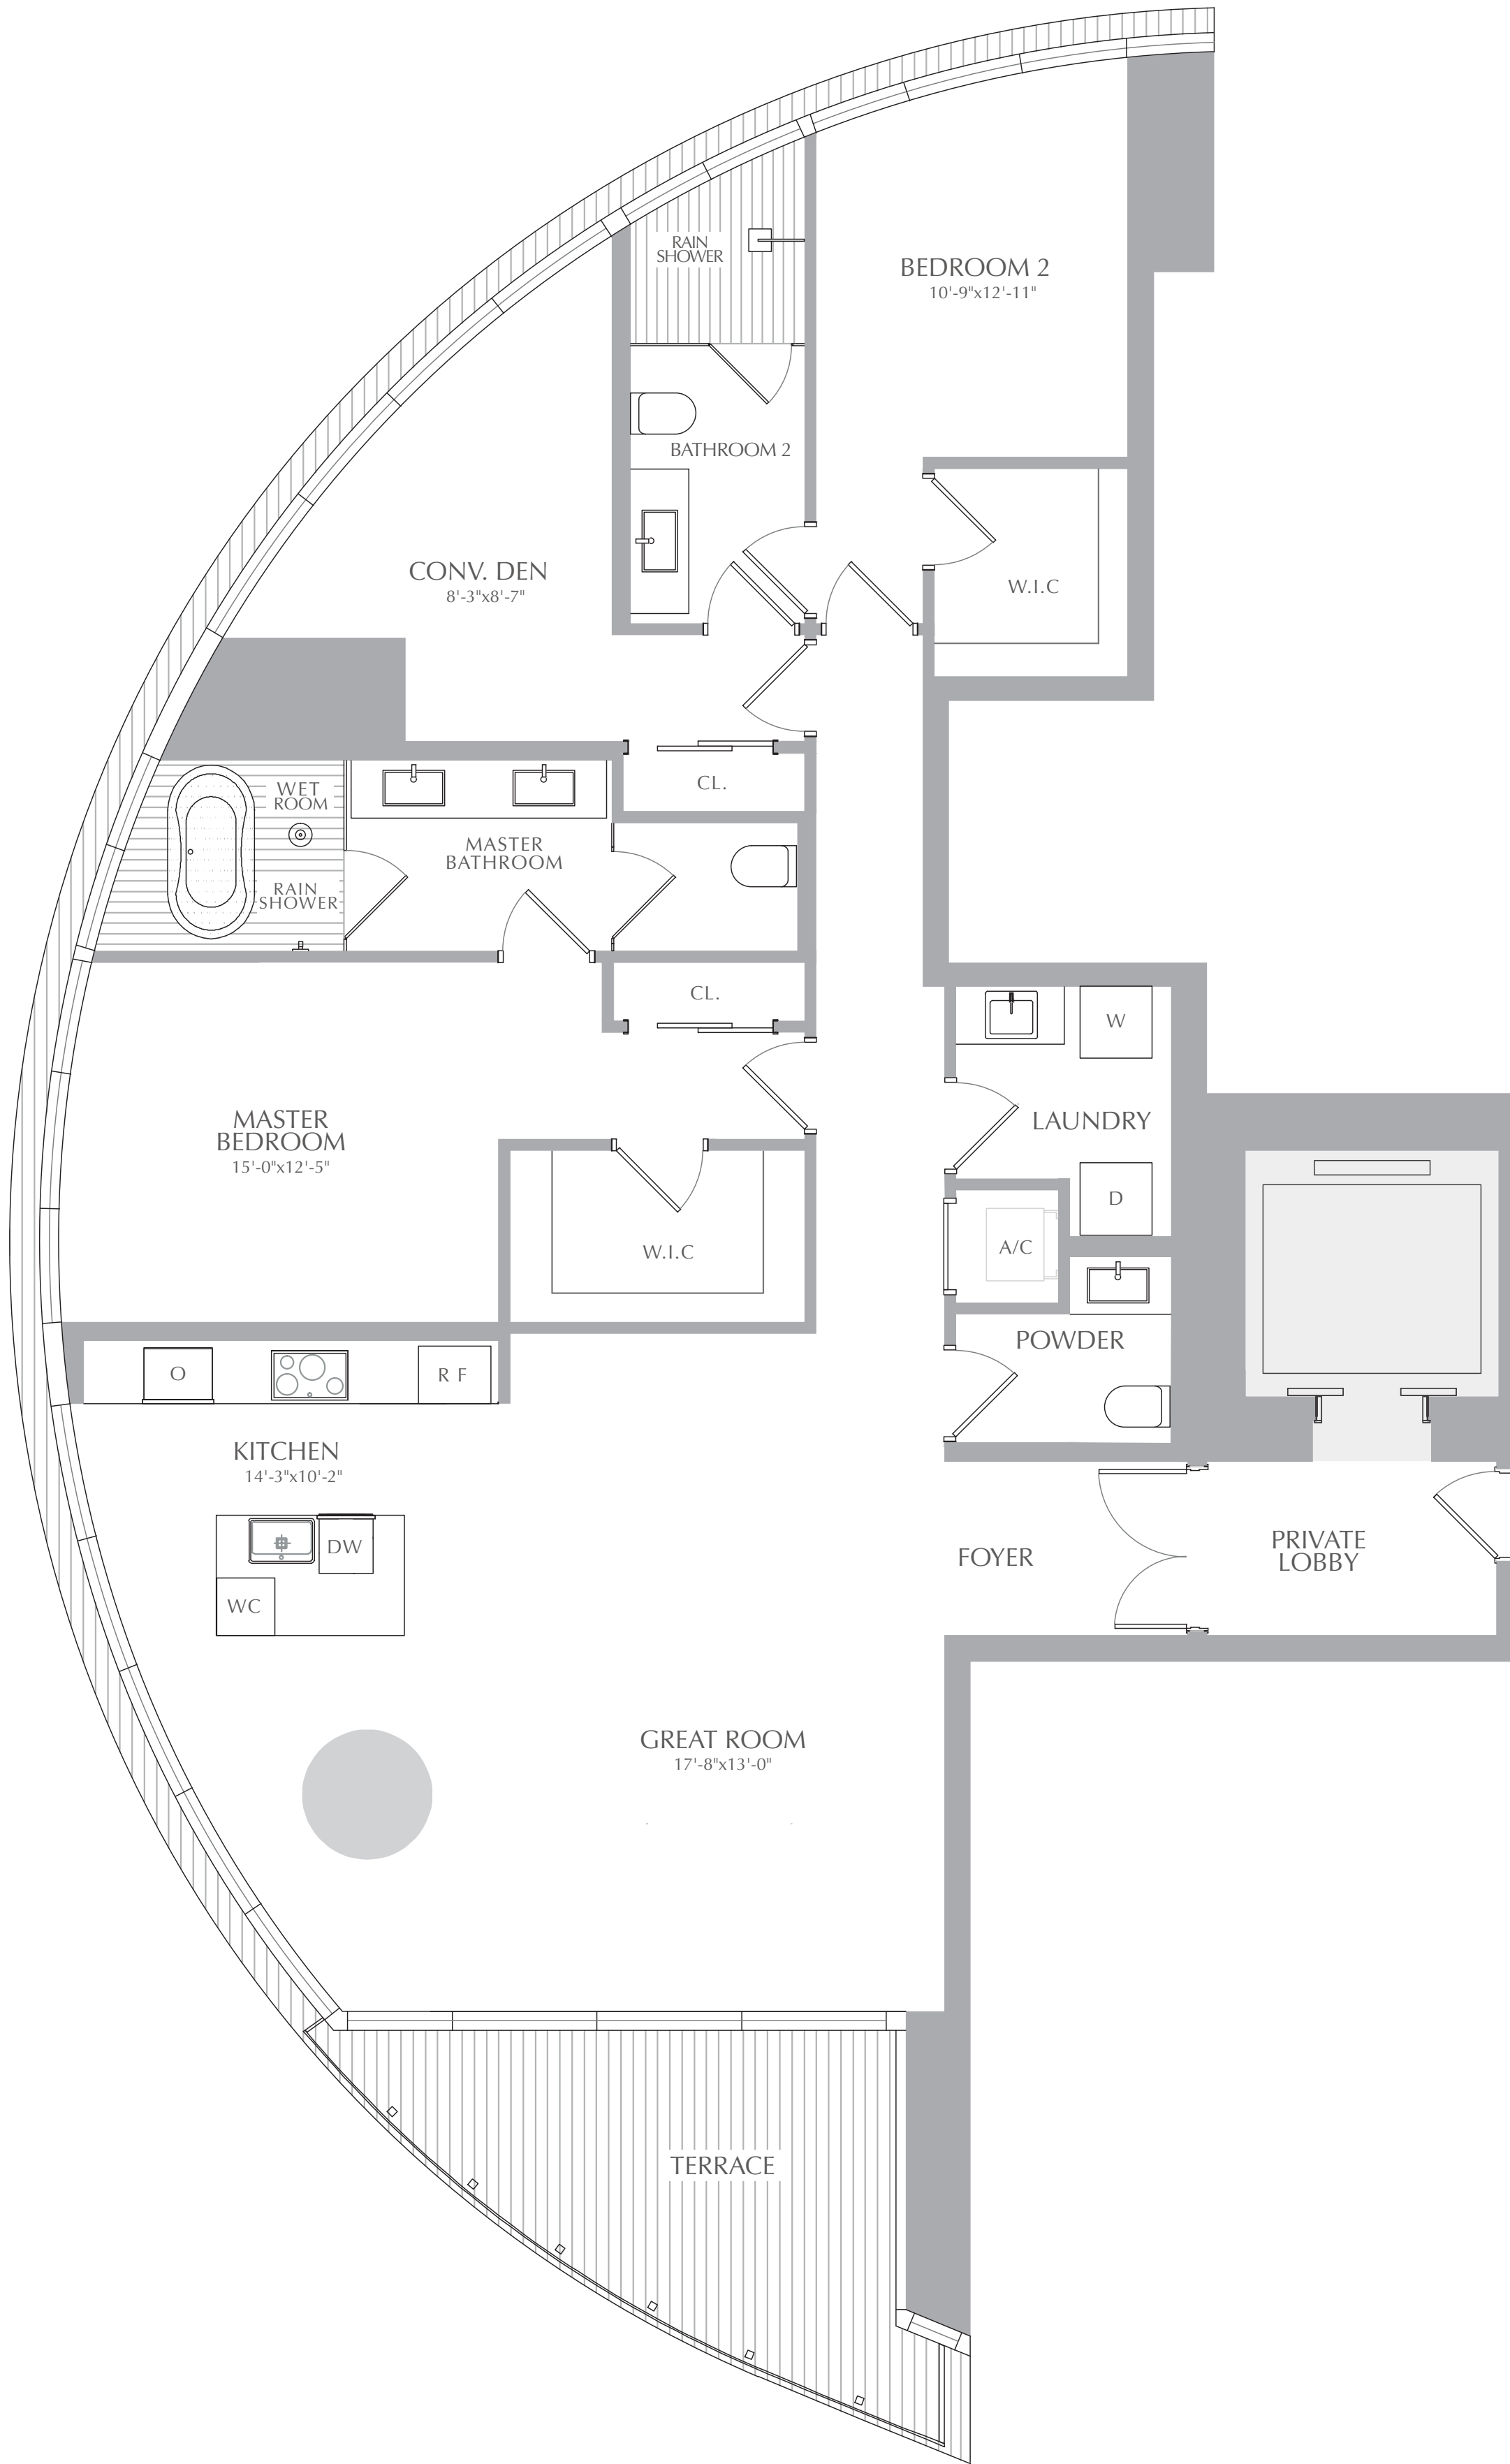 RAIN
SHOWER
BEDROOM 2
10'-9"x12'-11"
BATHROOM 2
CONV. DEN
8'-3"x8'-7"
W.I.C
CL.
WET
ROOM
MASTER
BATHROOM
RAIN
SHOWER
CL.
W
MASTER
BEDROOM
15'-0"x12'-5"
LAUNDRY
D
W.I.C
A/C
POWDER
O
R F
KITCHEN
14'-3"x10'-2"
DW
WC
FOYER
PRIVATE
LOBBY
GREAT ROOM
17'-8"x13'-0"
TERRACE